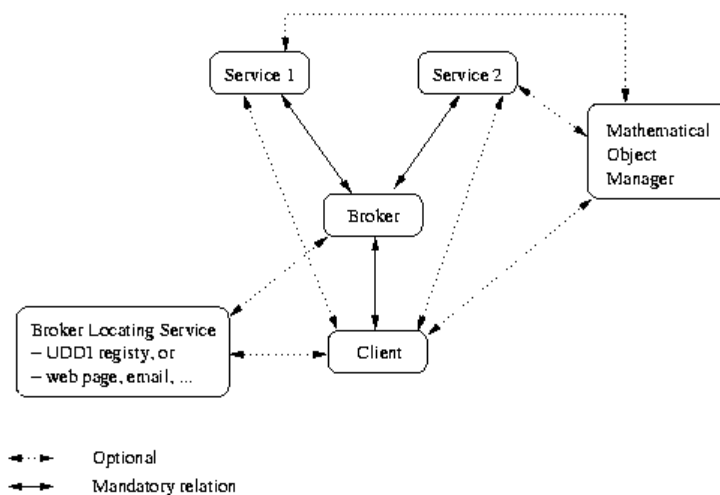 Service 1
Service 2
Mathematical
Object
Manager
Broker
Broker Locating Service
– UDDI registy, or
– web page, email, ...
Client
Optional
Mandatory relation